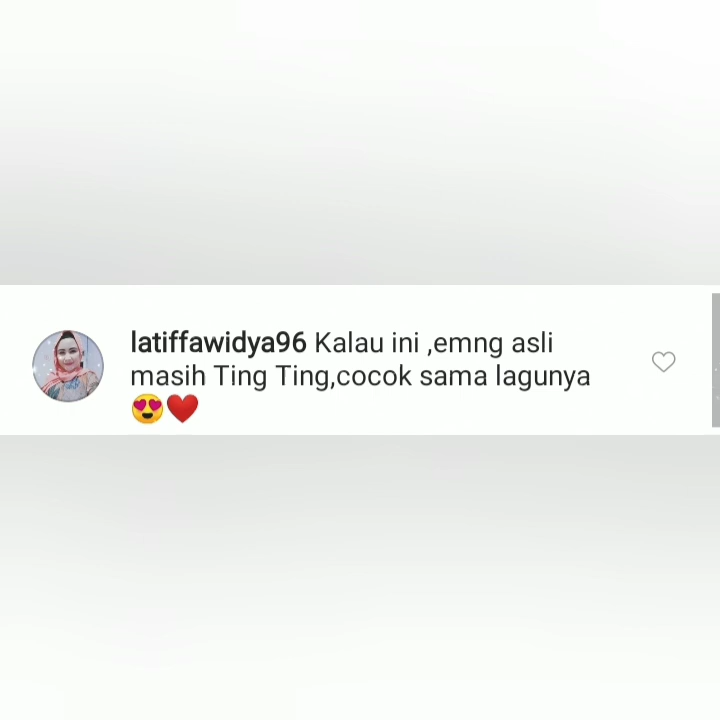 latiffawidya96 Kalau ini ,emng asli
masih Ting Ting,cocok sama lagunya
😍❤️